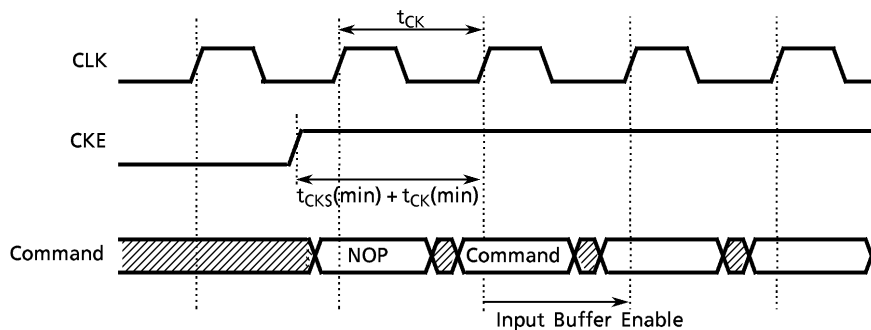 tCK
CLK
CKE
tCKS(min) + tCK(min)
Command
NOP
Command
Input Buffer Enable